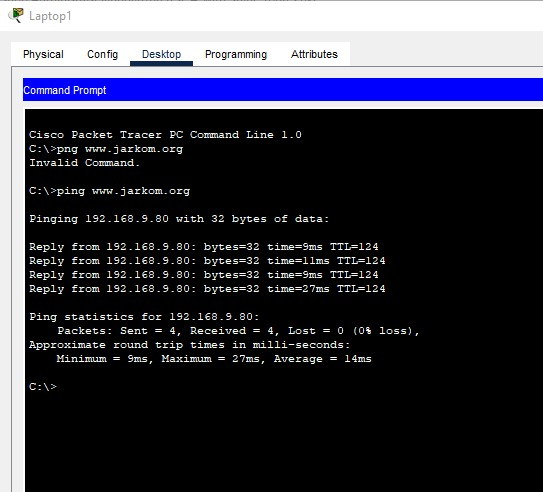 Laptop1
Physical Config Desktop Programming Attributes
Command Prompt
Cisco Packet Tracer PC Command Line 1.0
C:\>png www.jarkom.org
Invalid Command.
C:\>ping www.jarkom.org
Pinging 192.168.9.80 with 32 bytes of data:
Reply from 192.168.9.80: bytes=32 time=9ms TTL=124
Reply from 192.168.9.80: bytes=32 time=11ms TTL=124
Reply from 192.168.9.80: bytes=32 time=9ms TTL=124
Reply from 192.168.9.80: bytes=32 time=27ms TTL=124
Ping statistics for 192.168.9.80:
Packets: Sent = 4, Received = 4, Lost = 0 (0% loss),
Approximate round trip times in milli-seconds:
Minimum = 9ms, Maximum = 27ms, Average = 14ms
C:\>